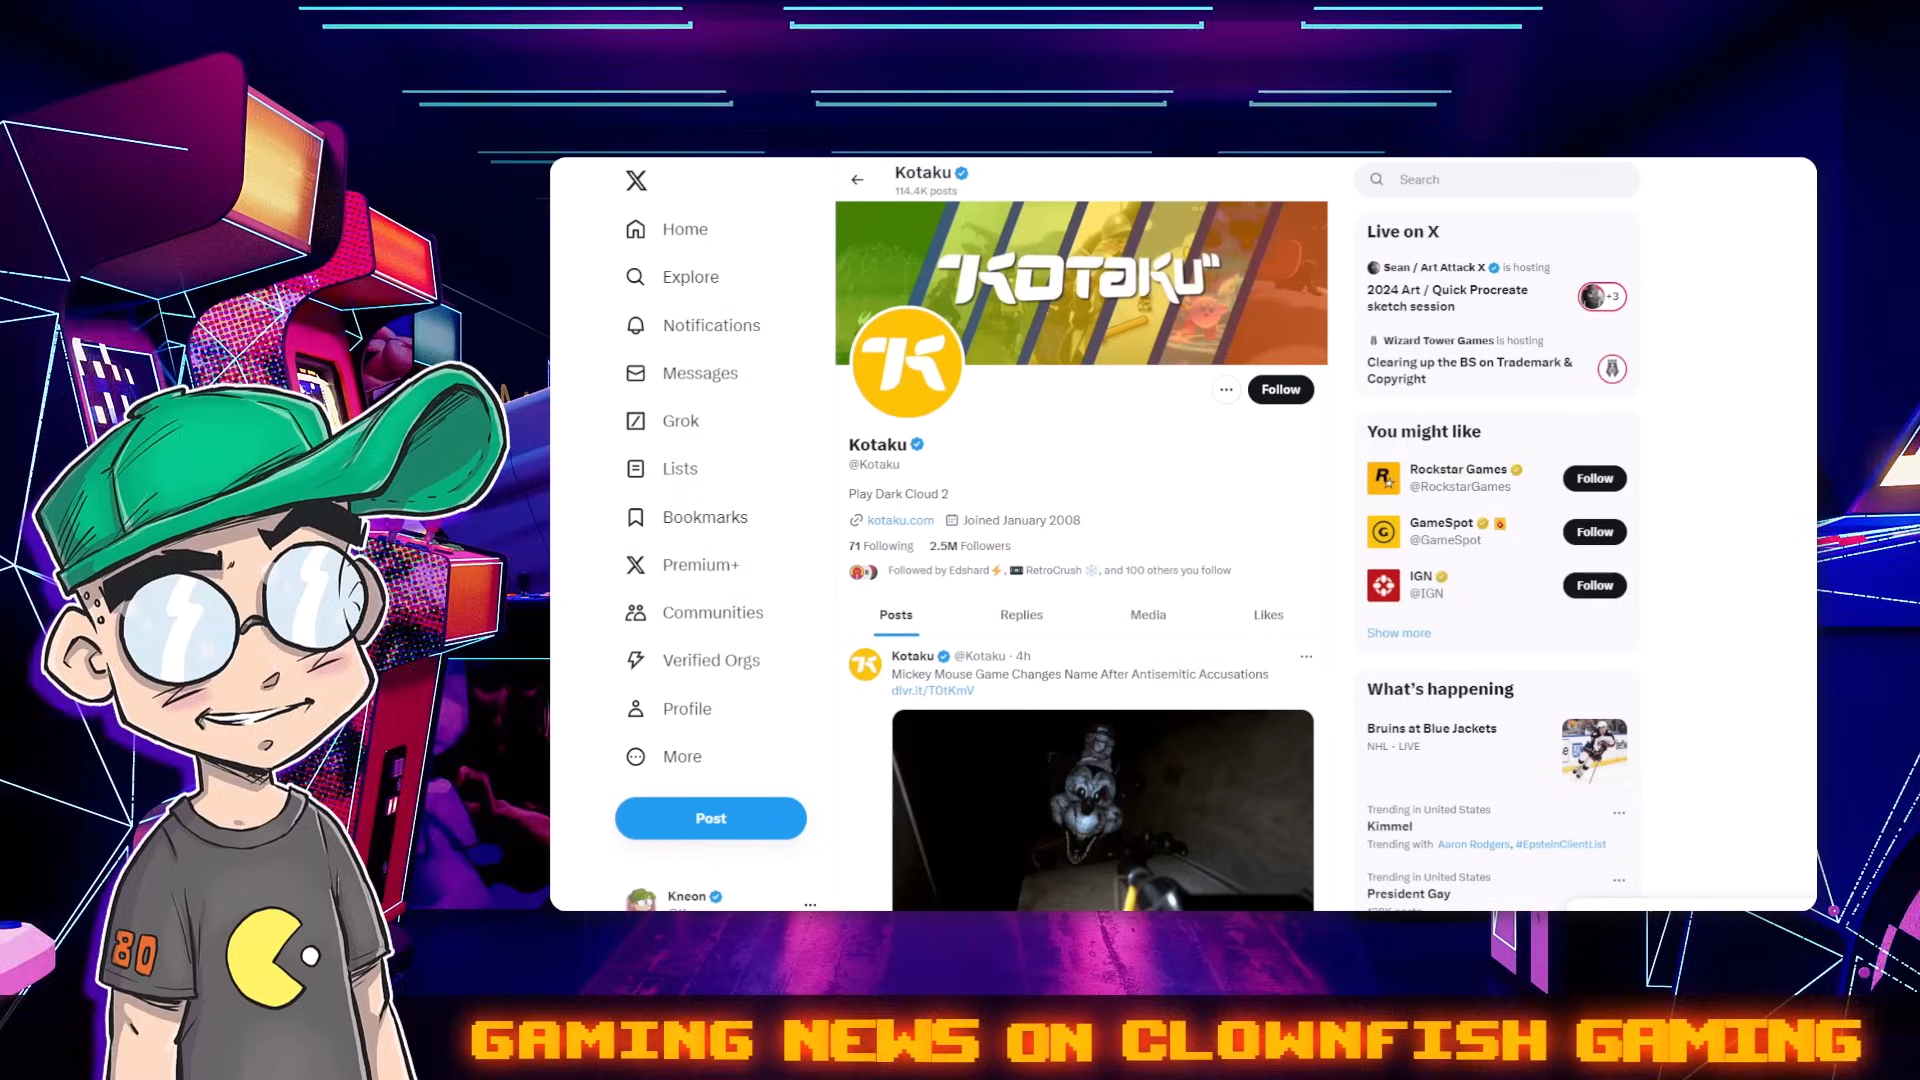 Home
Explore
Notifications
Messages
Grok
Lists
Bookmarks
Premium+
Communities
Verified Orgs
Profile
More
Post
Kneon
Kotaku
114.4K posts
"KOTAKU"
Follow
Kotaku
@Kotaku
Play Dark Cloud 2
kotaku.com Joined January 2008
71 Following 2.5M Followers
Followed by Edshard⚡, RetroCrush ❄️, and 100 others you follow
Posts Replies Media Likes
Kotaku @Kotaku · 4h
Mickey Mouse Game Changes Name After Antisemitic Accusations
dlvr.it/T0tKmV
Search
Live on X
Sean / Art Attack X is hosting
2024 Art / Quick Procreate
sketch session
+3
Wizard Tower Games is hosting
Clearing up the BS on Trademark &
Copyright
You might like
Rockstar Games
@RockstarGames
Follow
GameSpot
@GameSpot
Follow
IGN
@IGN
Follow
Show more
What's happening
Bruins at Blue Jackets
NHL · LIVE
Trending in United States
Kimmel
Trending with Aaron Rodgers, #EpsteinClientList
Trending in United States
President Gay
80
GAMING NEWS ON CLOWNFISH GAMING